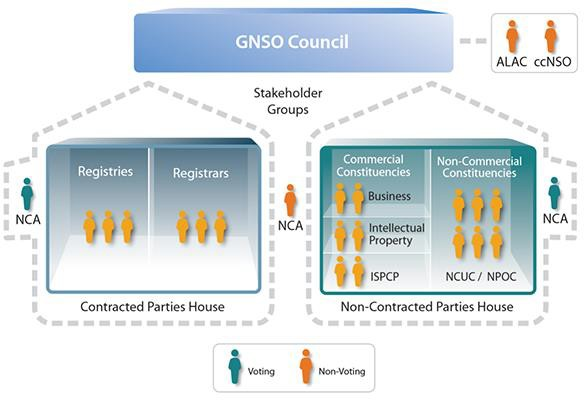 GNSO Council
ALAC ccNSO
Stakeholder
Groups
Registries
Registrars
NCA
Contracted Parties House
NCA
Commercial
Constituencies
Business
Intellectual
Property
ISPCP
Non-Commercial
Constituencies
NCUC / NPOC
NCA
Non-Contracted Parties House
Voting
Non-Voting